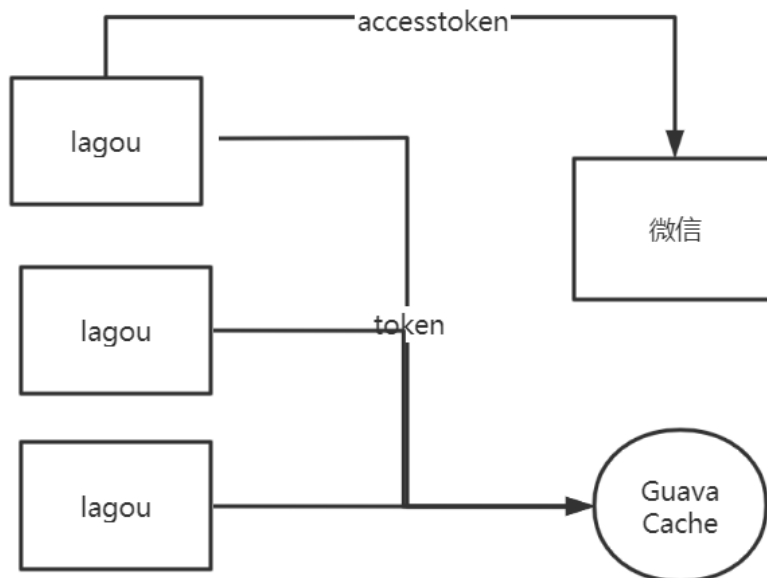 accesstoken
lagou
微信
lagou
token
lagou
Guava
Cache